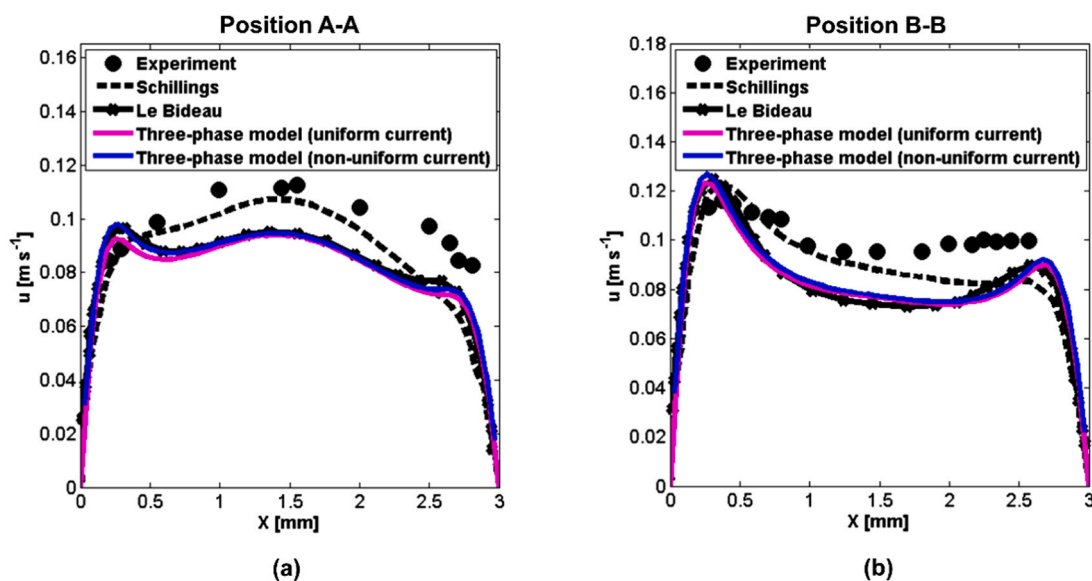 Position A-A
0.16
0.14
0.12
0.1
0.08
0.06
0.04
0.02
0
u [m s⁻¹]
Experiment
Schillings
Le Bideau
Three-phase model (uniform current)
Three-phase model (non-uniform current)
0 0.5 1 1.5 2 2.5 3
X [mm]
(a)
Position B-B
0.18
0.16
0.14
0.12
0.1
0.08
0.06
0.04
0.02
0
u [m s⁻¹]
Experiment
Schillings
Le Bideau
Three-phase model (uniform current)
Three-phase model (non-uniform current)
0 0.5 1 1.5 2 2.5 3
X [mm]
(b)